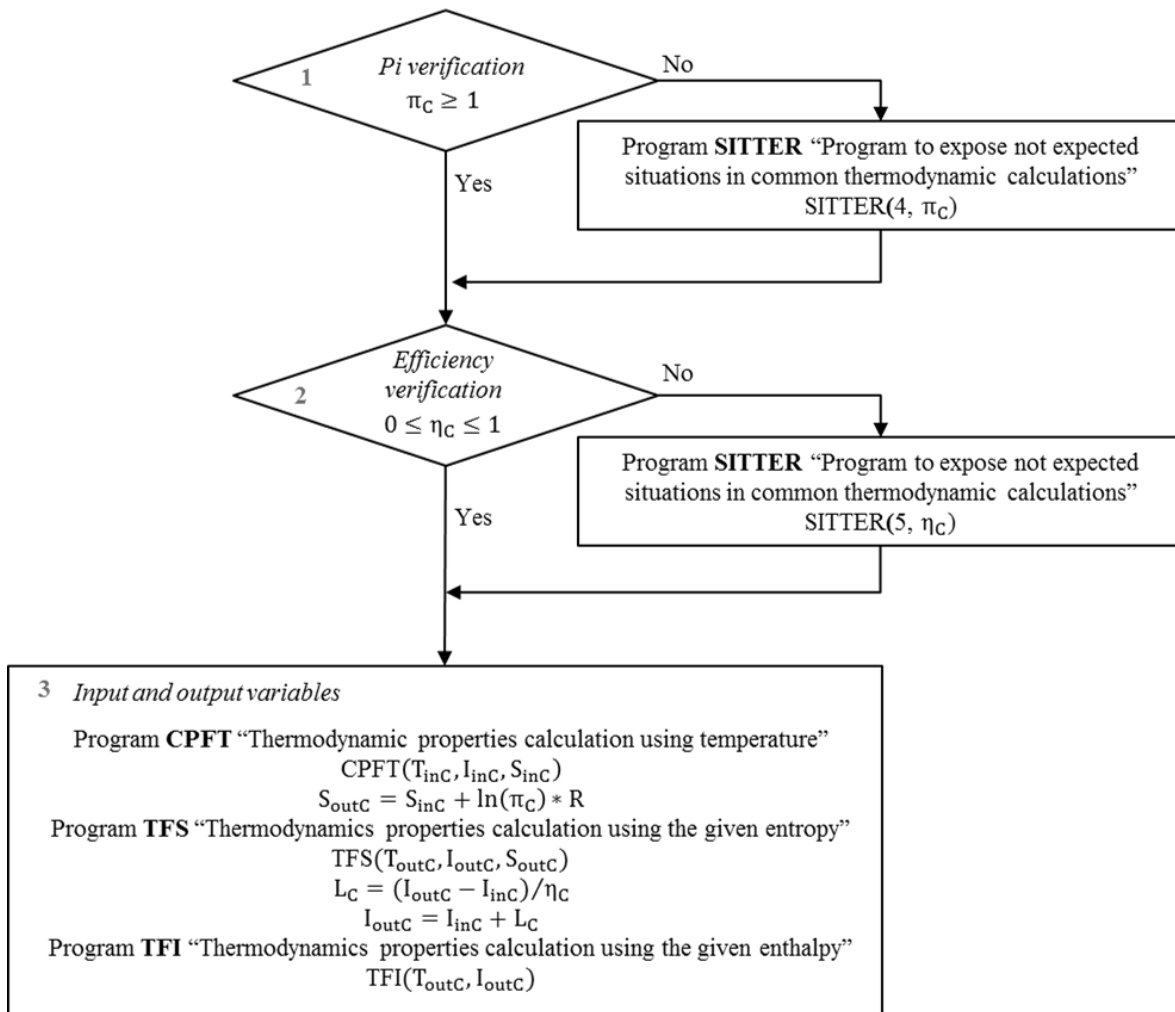 1
Pi verification
π_C ≥ 1
No
Program SITTER “Program to expose not expected
situations in common thermodynamic calculations”
SITTER(4, π_C)
Yes
2
Efficiency
verification
0 ≤ η_C ≤ 1
No
Program SITTER “Program to expose not expected
situations in common thermodynamic calculations”
SITTER(5, η_C)
Yes
3 Input and output variables
Program CPFT “Thermodynamic properties calculation using temperature”
CPFT(T_inC, I_inC, S_inC)
S_outC = S_inC + ln(π_C) * R
Program TFS “Thermodynamics properties calculation using the given entropy”
TFS(T_outC, I_outC, S_outC)
L_C = (I_outC − I_inC)/η_C
I_outC = I_inC + L_C
Program TFI “Thermodynamics properties calculation using the given enthalpy”
TFI(T_outC, I_outC)